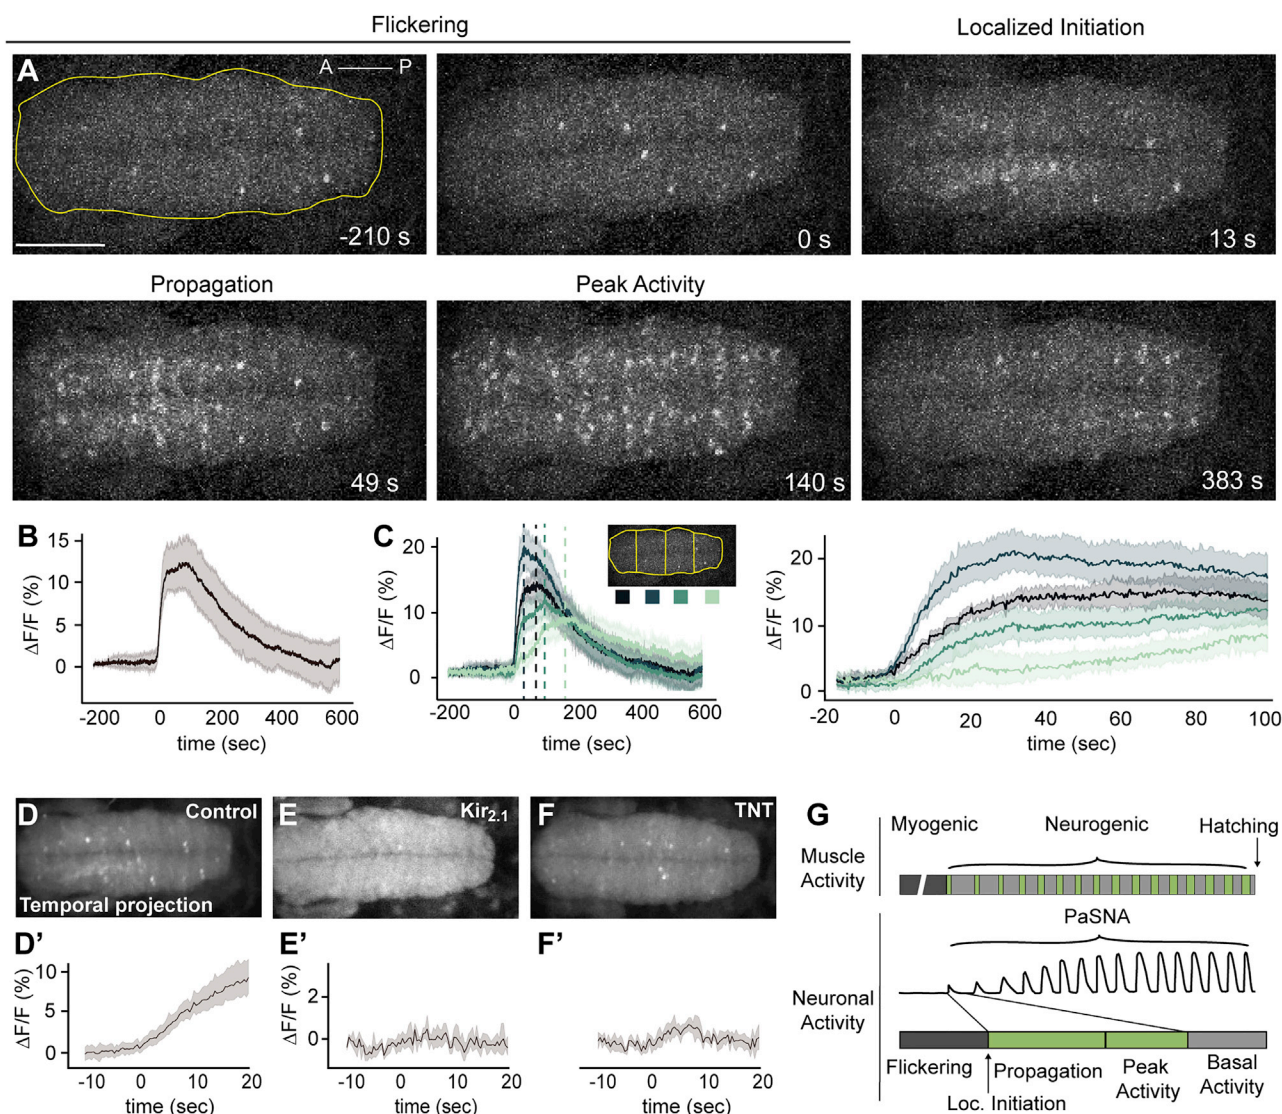 Flickering
Localized Initiation
A
A P
-210 s
0 s
13 s
Propagation
Peak Activity
49 s
140 s
383 s
B
ΔF/F (%)
15
10
5
0
-200 0 200 400 600
time (sec)
C
ΔF/F (%)
20
10
0
-200 0 200 400 600
time (sec)
ΔF/F (%)
20
10
0
-20 0 20 40 60 80 100
time (sec)
D
Control
Temporal projection
E
Kir2.1
F
TNT
D'
ΔF/F (%)
10
5
0
-10 0 10 20
time (sec)
E'
ΔF/F (%)
2
0
-10 0 10 20
time (sec)
F'
-10 0 10 20
time (sec)
G
Myogenic
Neurogenic
Hatching
Muscle
Activity
PaSNA
Neuronal
Activity
Flickering
Propagation
Peak
Activity
Basal
Activity
Loc. Initiation